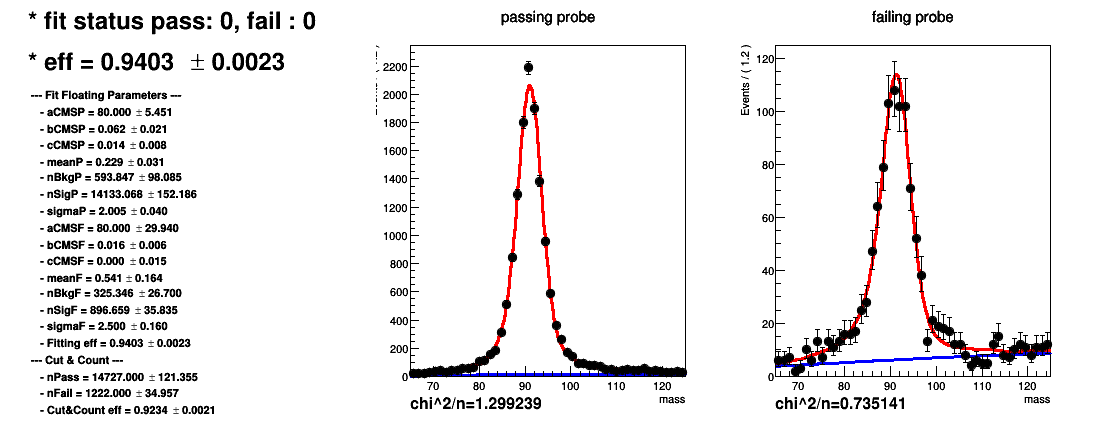 * fit status pass: 0, fail : 0
* eff = 0.9403 ± 0.0023
--- Fit Floating Parameters ---
- aCMSP = 80.000 ± 5.451
- bCMSP = 0.062 ± 0.021
- cCMSP = 0.014 ± 0.008
- meanP = 0.229 ± 0.031
- nBkgP = 593.847 ± 98.085
- nSigP = 14133.068 ± 152.186
- sigmaP = 2.005 ± 0.040
- aCMSF = 80.000 ± 29.940
- bCMSF = 0.016 ± 0.006
- cCMSF = 0.000 ± 0.015
- meanF = 0.541 ± 0.164
- nBkgF = 325.346 ± 26.700
- nSigF = 896.659 ± 35.835
- sigmaF = 2.500 ± 0.160
- Fitting eff = 0.9403 ± 0.0023
--- Cut & Count ---
- nPass = 14727.000 ± 121.355
- nFail = 1222.000 ± 34.957
- Cut&Count eff = 0.9234 ± 0.0021
passing probe
2200
2000
1800
1600
1400
1200
1000
800
600
400
200
0
70 80 90 100 110 120
mass
chi^2/n=1.299239
failing probe
Events / ( 1.2 )
120
100
80
60
40
20
0
70 80 90 100 110 120
mass
chi^2/n=0.735141